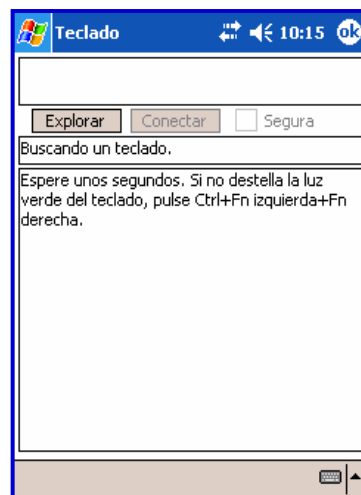 Teclado 10:15 ok
Explorar Conectar Segura
Buscando un teclado.
Espere unos segundos. Si no destella la luz
verde del teclado, pulse Ctrl+Fn izquierda+Fn
derecha.